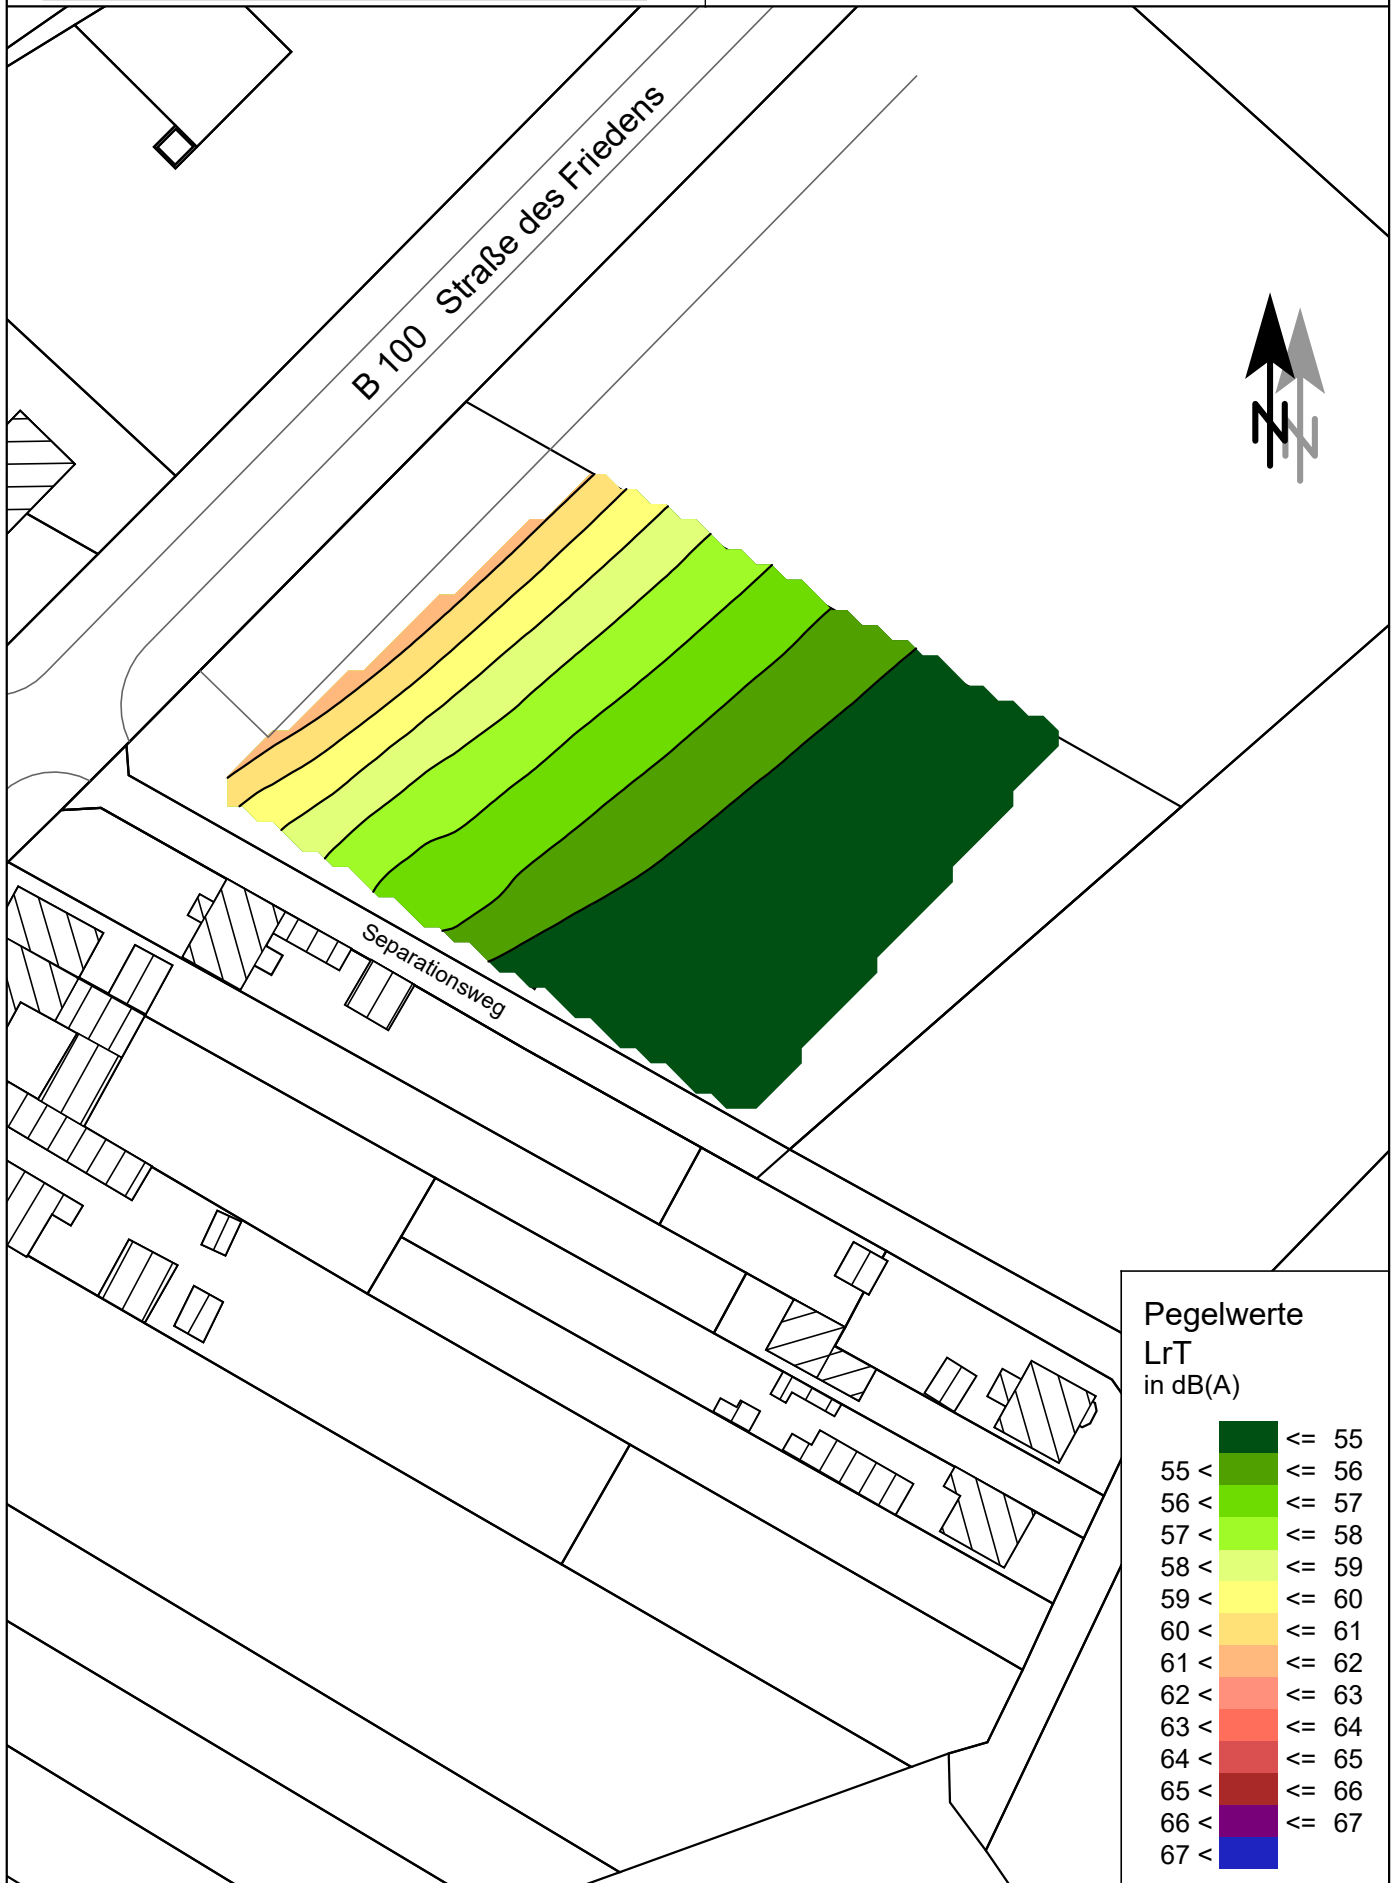 B 100 Straße des Friedens
N
N
Separationsweg
Pegelwerte
LrT
in dB(A)
<= 55
55 < <= 56
56 < <= 57
57 < <= 58
58 < <= 59
59 < <= 60
60 < <= 61
61 < <= 62
62 < <= 63
63 < <= 64
64 < <= 65
65 < <= 66
66 < <= 67
67 <